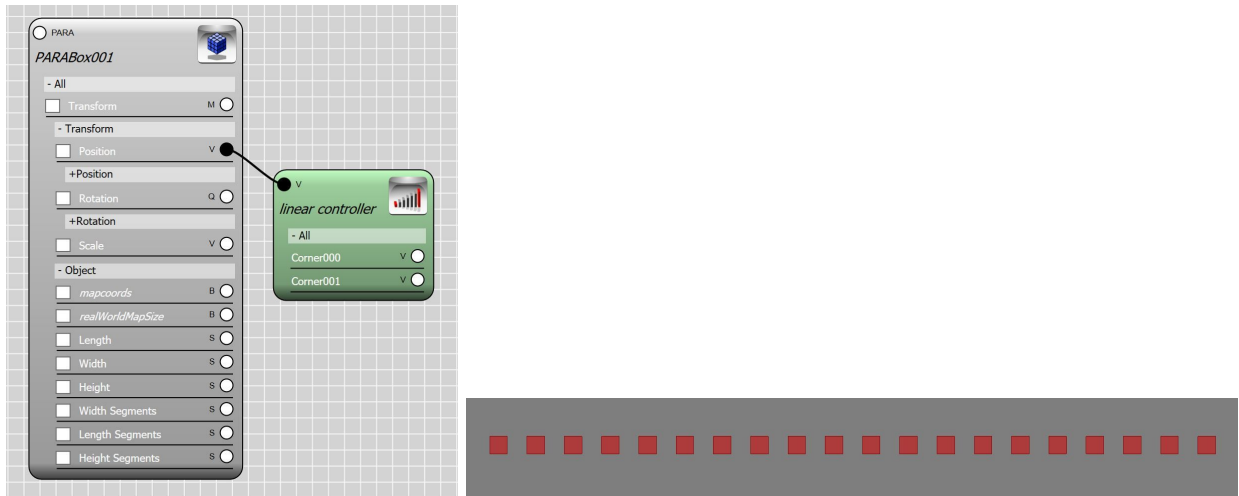 PARA
PARABox001
- All
Transform M
- Transform
Position V
+Position
Rotation Q
+Rotation
Scale V
- Object
mapcoords B
realWorldMapSize B
Length S
Width S
Height S
Width Segments S
Length Segments S
Height Segments S
V
linear controller
- All
Corner000 V
Corner001 V